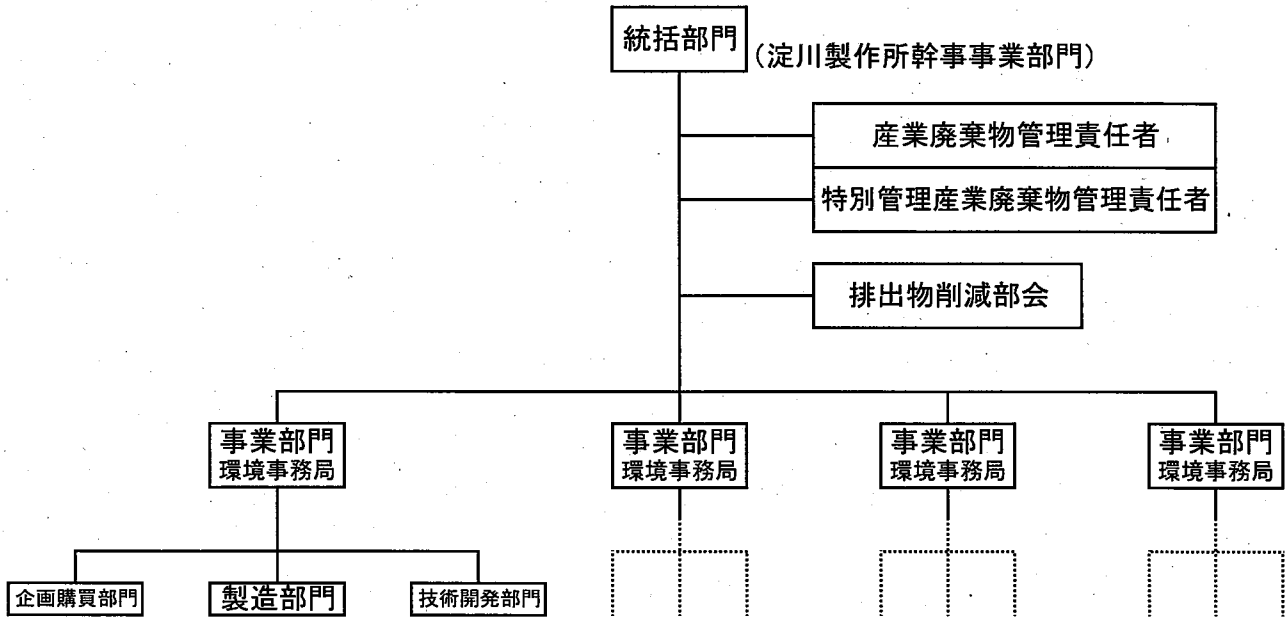 統括部門
(淀川製作所幹事事業部門)
産業廃棄物管理責任者
特別管理産業廃棄物管理責任者
排出物削減部会
事業部門
環境事務局
事業部門
環境事務局
事業部門
環境事務局
事業部門
環境事務局
企画購買部門
製造部門
技術開発部門